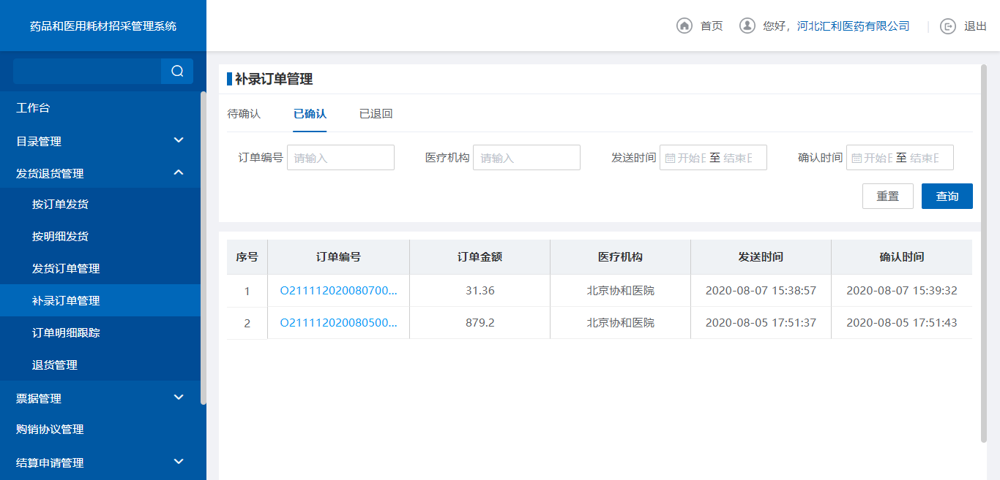 药品和医用耗材招采管理系统
首页 您好，河北汇利医药有限公司 退出
工作台
目录管理
发货退货管理
按订单发货
按明细发货
发货订单管理
补录订单管理
订单明细跟踪
退货管理
票据管理
购销协议管理
结算申请管理
补录订单管理
待确认 已确认 已退回
订单编号 请输入 医疗机构 请输入 发送时间 开始 至 结束 确认时间 开始 至 结束
重置 查询
序号 订单编号 订单金额 医疗机构 发送时间 确认时间
1 O211112020080700... 31.36 北京协和医院 2020-08-07 15:38:57 2020-08-07 15:39:32
2 O211112020080500... 879.2 北京协和医院 2020-08-05 17:51:37 2020-08-05 17:51:43